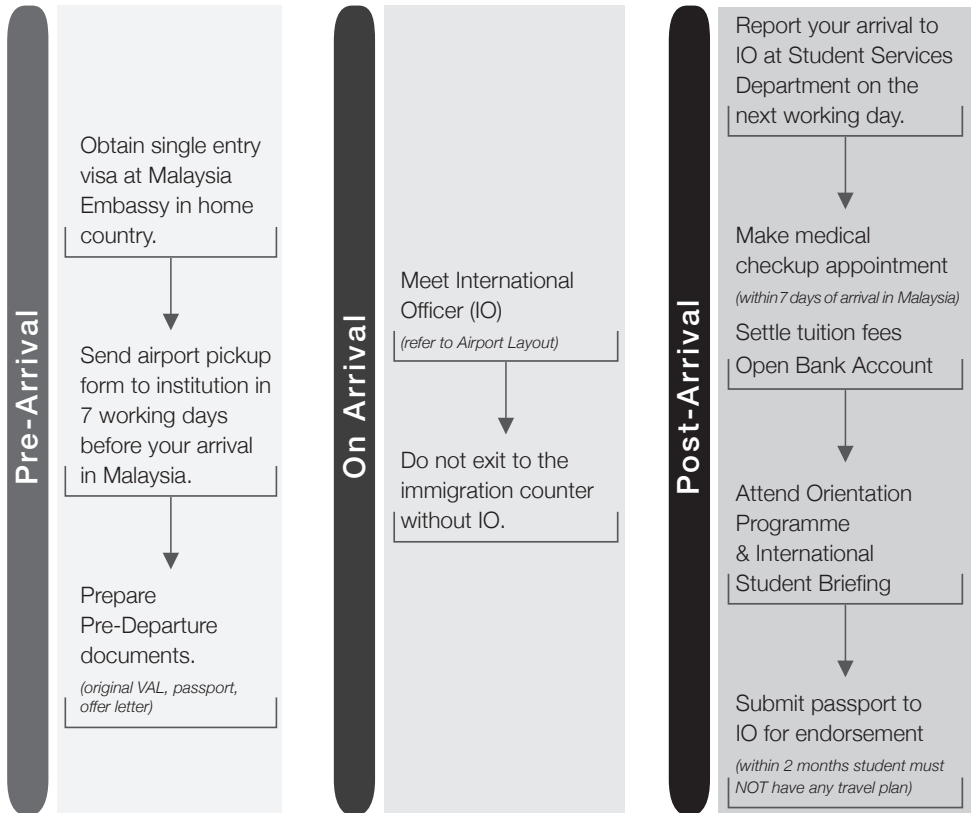 Pre-Arrival
Obtain single entry
visa at Malaysia
Embassy in home
country.
Send airport pickup
form to institution in
7 working days
before your arrival
in Malaysia.
Prepare
Pre-Departure
documents.
(original VAL, passport,
offer letter)
On Arrival
Meet International
Officer (IO)
(refer to Airport Layout)
Do not exit to the
immigration counter
without IO.
Post-Arrival
Report your arrival to
IO at Student Services
Department on the
next working day.
Make medical
checkup appointment
(within 7 days of arrival in Malaysia)
Settle tuition fees
Open Bank Account
Attend Orientation
Programme
& International
Student Briefing
Submit passport to
IO for endorsement
(within 2 months student must
NOT have any travel plan)